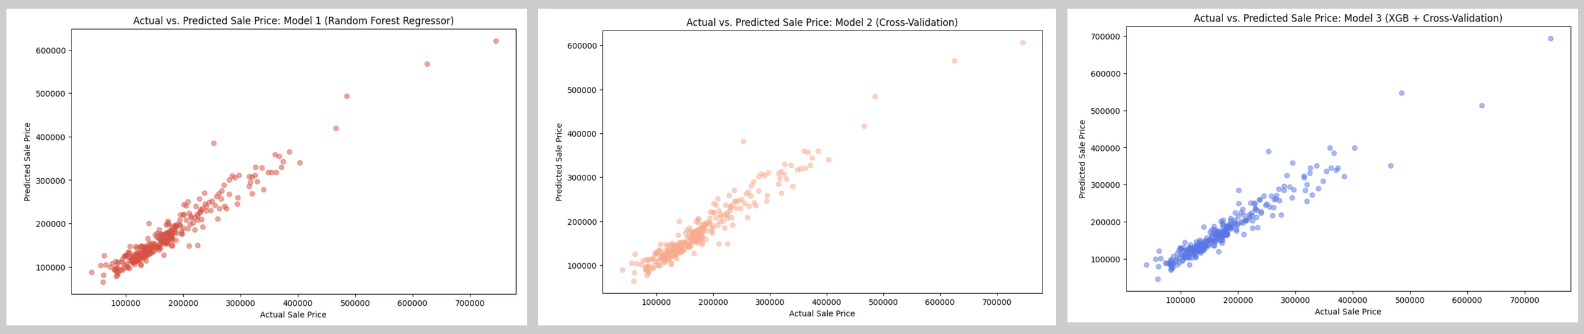 Actual vs. Predicted Sale Price: Model 1 (Random Forest Regressor)
Predicted Sale Price
600000
500000
400000
300000
200000
100000
100000 200000 300000 400000 500000 600000 700000
Actual Sale Price
Actual vs. Predicted Sale Price: Model 2 (Cross-Validation)
Predicted Sale Price
600000
500000
400000
300000
200000
100000
100000 200000 300000 400000 500000 600000 700000
Actual Sale Price
Actual vs. Predicted Sale Price: Model 3 (XGB + Cross-Validation)
Predicted Sale Price
700000
600000
500000
400000
300000
200000
100000
100000 200000 300000 400000 500000 600000 700000
Actual Sale Price